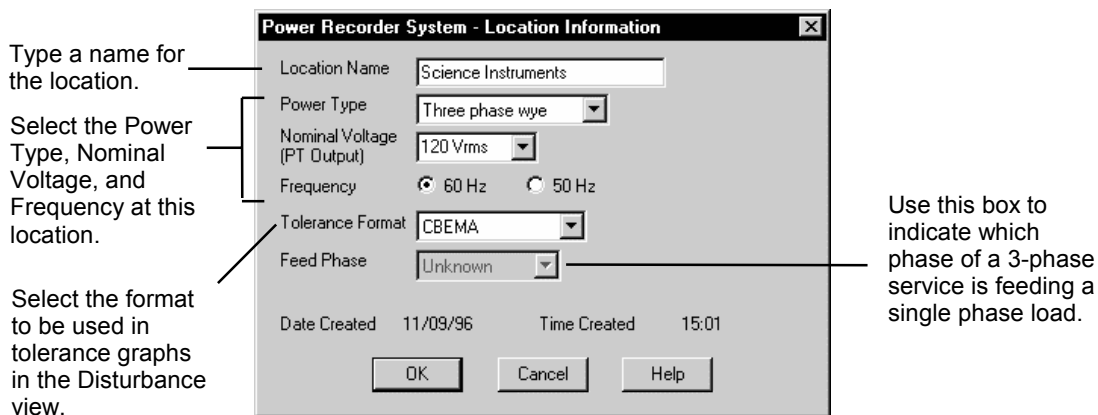 Type a name for
the location.
Select the Power
Type, Nominal
Voltage, and
Frequency at this
location.
Select the format
to be used in
tolerance graphs
in the Disturbance
view.
Power Recorder System - Location Information
Location Name Science Instruments
Power Type Three phase wye
Nominal Voltage
(PT Output) 120 Vrms
Frequency 60 Hz 50 Hz
Tolerance Format CBEMA
Feed Phase Unknown
Date Created 11/09/96 Time Created 15:01
OK Cancel Help
Use this box to
indicate which
phase of a 3-phase
service is feeding a
single phase load.